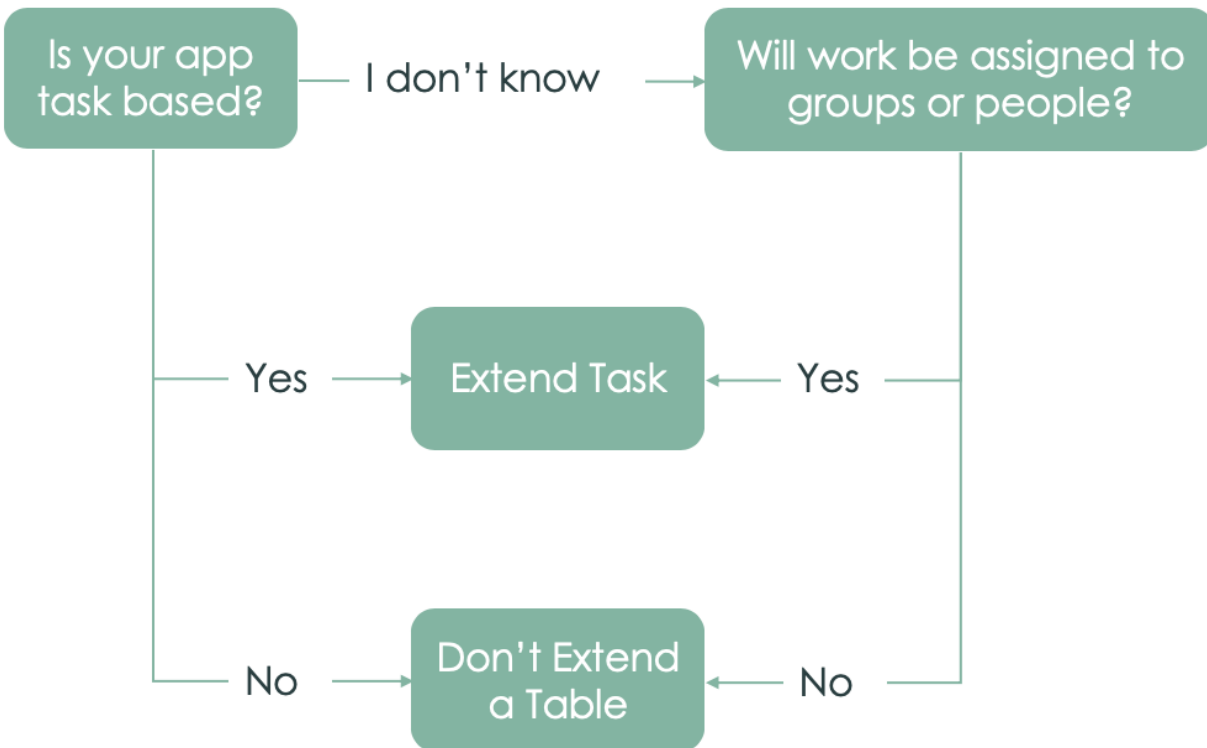 Is your app
task based?
I don't know
Will work be assigned to
groups or people?
Yes
Extend Task
Yes
No
Don't Extend
a Table
No